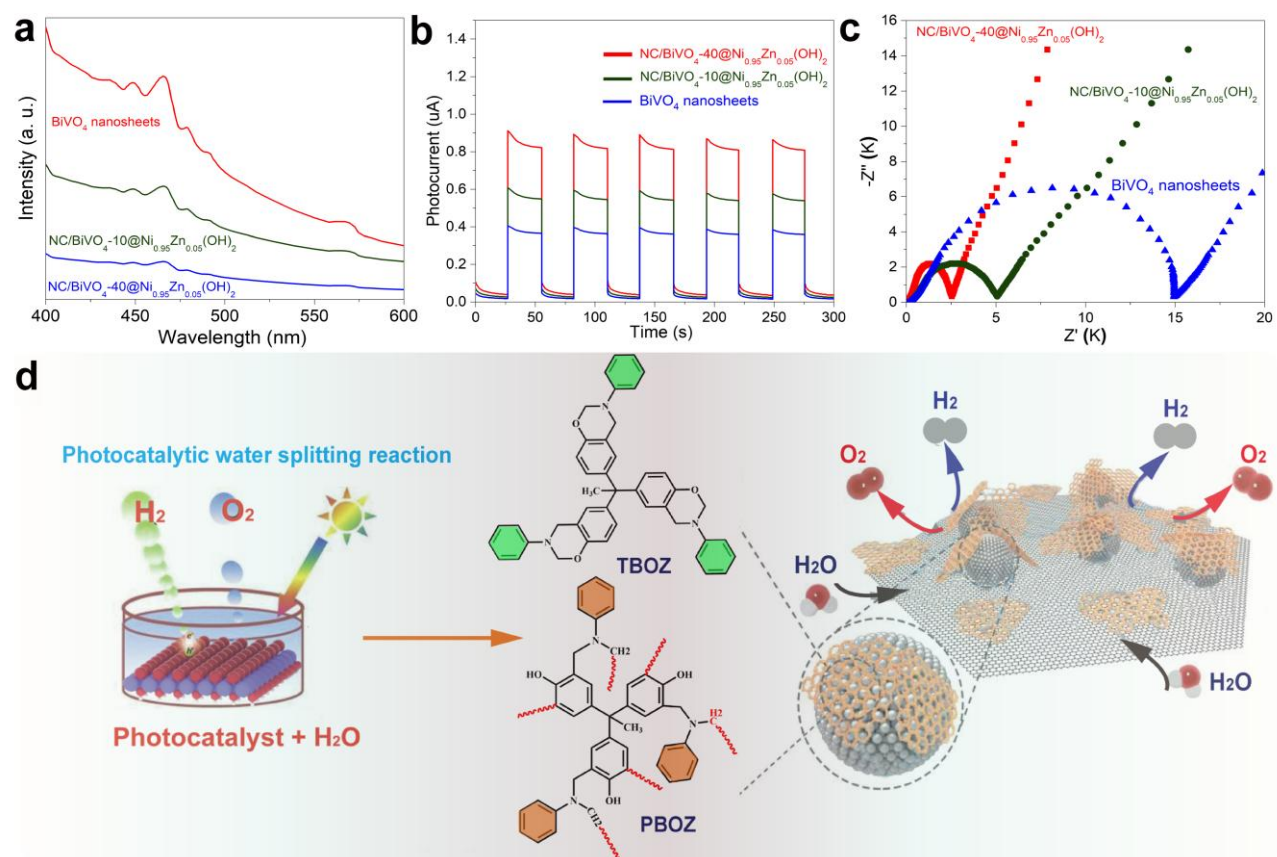 a
Intensity (a. u.)
BiVO₄ nanosheets
NC/BiVO₄-10@Ni₀.₉₅Zn₀.₀₅(OH)₂
NC/BiVO₄-40@Ni₀.₉₅Zn₀.₀₅(OH)₂
400 450 500 550 600
Wavelength (nm)
b
Photocurrent (uA)
1.4
1.2
1.0
0.8
0.6
0.4
0.2
0.0
NC/BiVO₄-40@Ni₀.₉₅Zn₀.₀₅(OH)₂
NC/BiVO₄-10@Ni₀.₉₅Zn₀.₀₅(OH)₂
BiVO₄ nanosheets
0 50 100 150 200 250 300
Time (s)
c
-Z" (K)
16
14
12
10
8
6
4
2
0
NC/BiVO₄-40@Ni₀.₉₅Zn₀.₀₅(OH)₂
NC/BiVO₄-10@Ni₀.₉₅Zn₀.₀₅(OH)₂
BiVO₄ nanosheets
0 5 10 15 20
Z' (K)
d
Photocatalytic water splitting reaction
H₂
O₂
Photocatalyst + H₂O
N
O
H₃C
O
N
N
O
TBOZ
N
CH2
HO
OH
CH₃
N
H2
C
N
CH2
OH
PBOZ
H₂
H₂
O₂
O₂
H₂O
H₂O